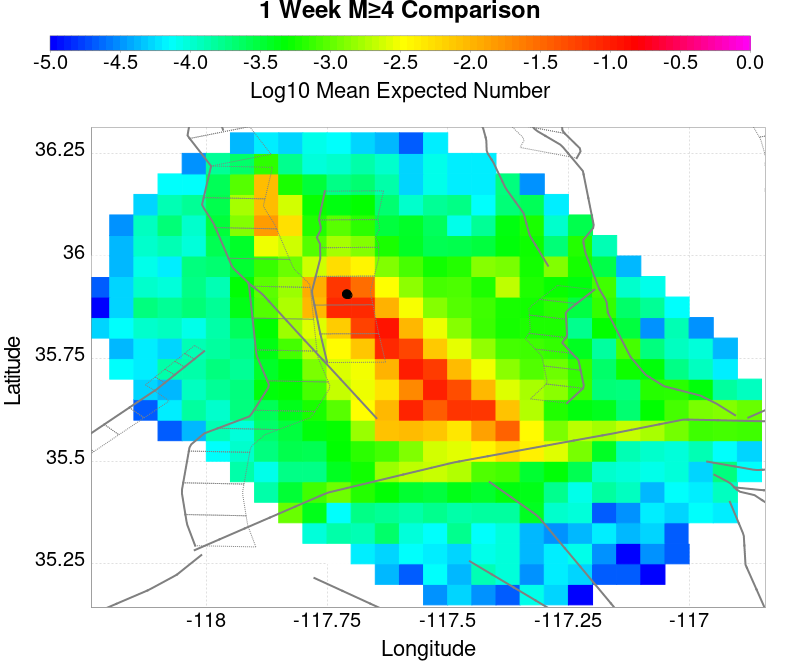 1 Week M≥4 Comparison
-5.0 -4.5 -4.0 -3.5 -3.0 -2.5 -2.0 -1.5 -1.0 -0.5 0.0
Log10 Mean Expected Number
36.25
36
35.75
35.5
35.25
Latitude
-118 -117.75 -117.5 -117.25 -117
Longitude